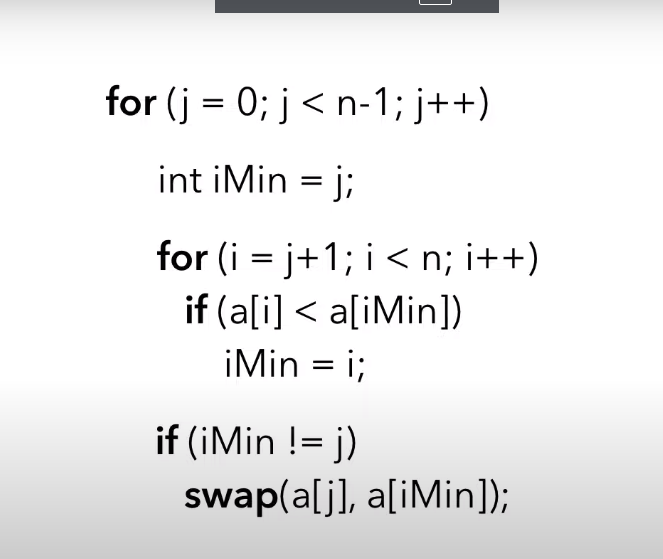 for (j = 0; j < n-1; j++)
int iMin = j;
for (i = j+1; i < n; i++)
if (a[i] < a[iMin])
iMin = i;
if (iMin != j)
swap(a[j], a[iMin]);